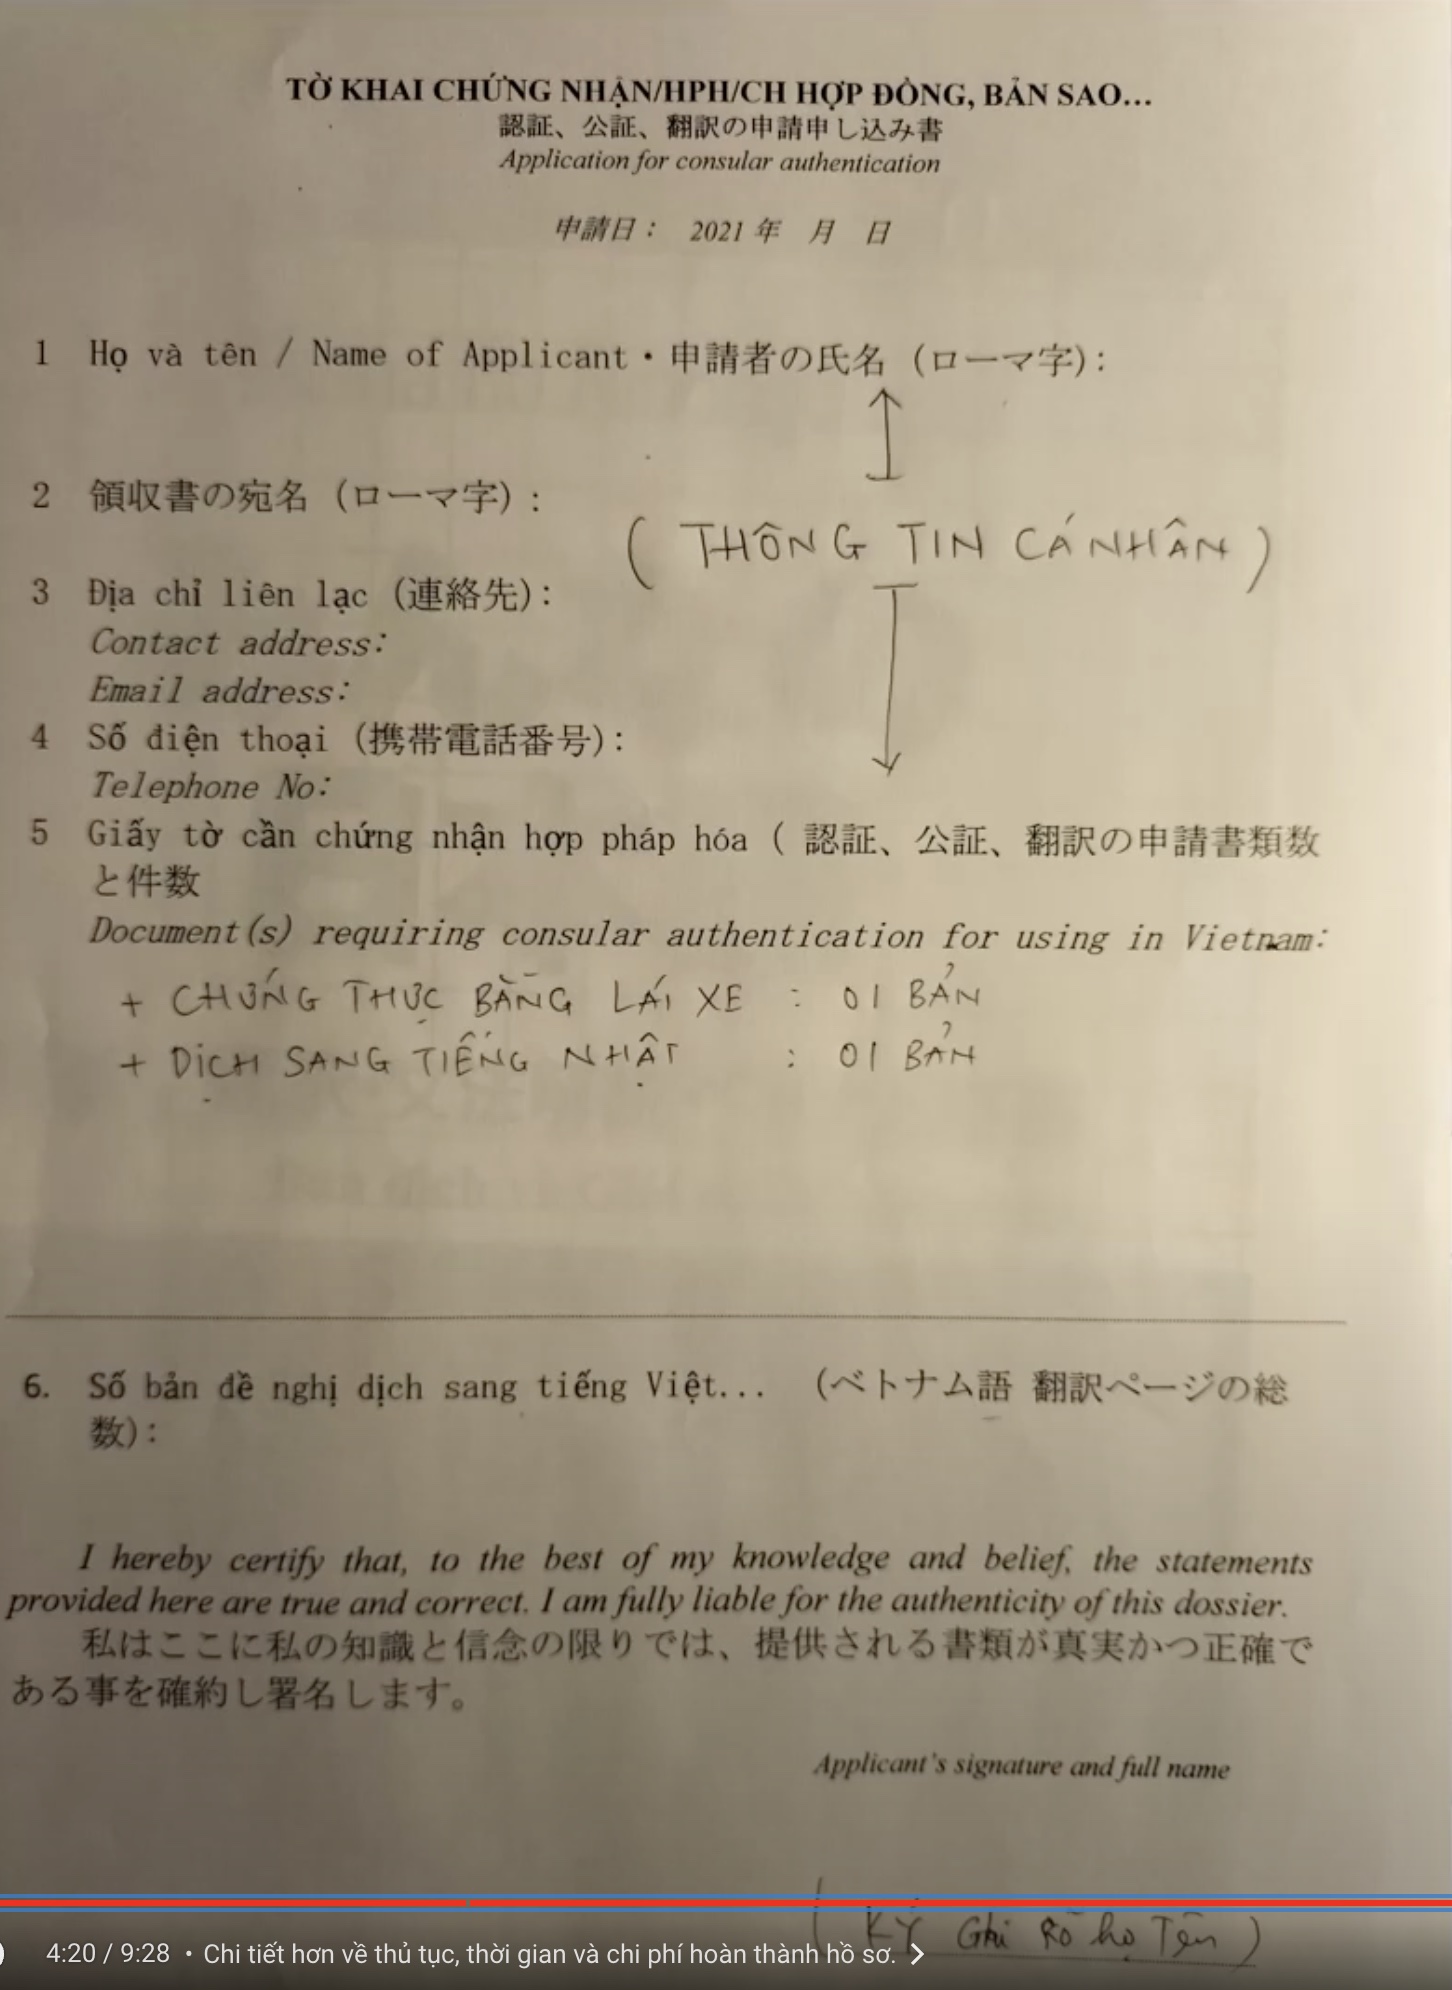 TỜ KHAI CHỨNG NHẬN/HPH/CH HỢP ĐỒNG, BẢN SAO...
認証、公証、翻訳の申請申し込み書
Application for consular authentication
申請日： 2021 年 月 日
1 Họ và tên / Name of Applicant・申請者の氏名 (ローマ字):
2 領収書の宛名 (ローマ字) :
( THÔNG TIN CÁ NHÂN )
3 Địa chỉ liên lạc (連絡先):
Contact address:
Email address:
4 Số điện thoại (携帯電話番号):
Telephone No:
5 Giấy tờ cần chứng nhận hợp pháp hóa ( 認証、公証、翻訳の申請書類数
と件数
Document(s) requiring consular authentication for using in Vietnam:
+ CHỨNG THỰC BẰNG LÁI XE : 01 BẢN
+ DỊCH SANG TIẾNG NHẬT : 01 BẢN
6. Số bản đề nghị dịch sang tiếng Việt... (ベトナム語 翻訳ページの総
数):
I hereby certify that, to the best of my knowledge and belief, the statements
provided here are true and correct. I am fully liable for the authenticity of this dossier.
私はここに私の知識と信念の限りでは、提供される書類が真実かつ正確で
ある事を確約し署名します。
Applicant's signature and full name
( KÝ Ghi Rõ họ Tên )
4:20 / 9:28 • Chi tiết hơn về thủ tục, thời gian và chi phí hoàn thành hồ sơ.